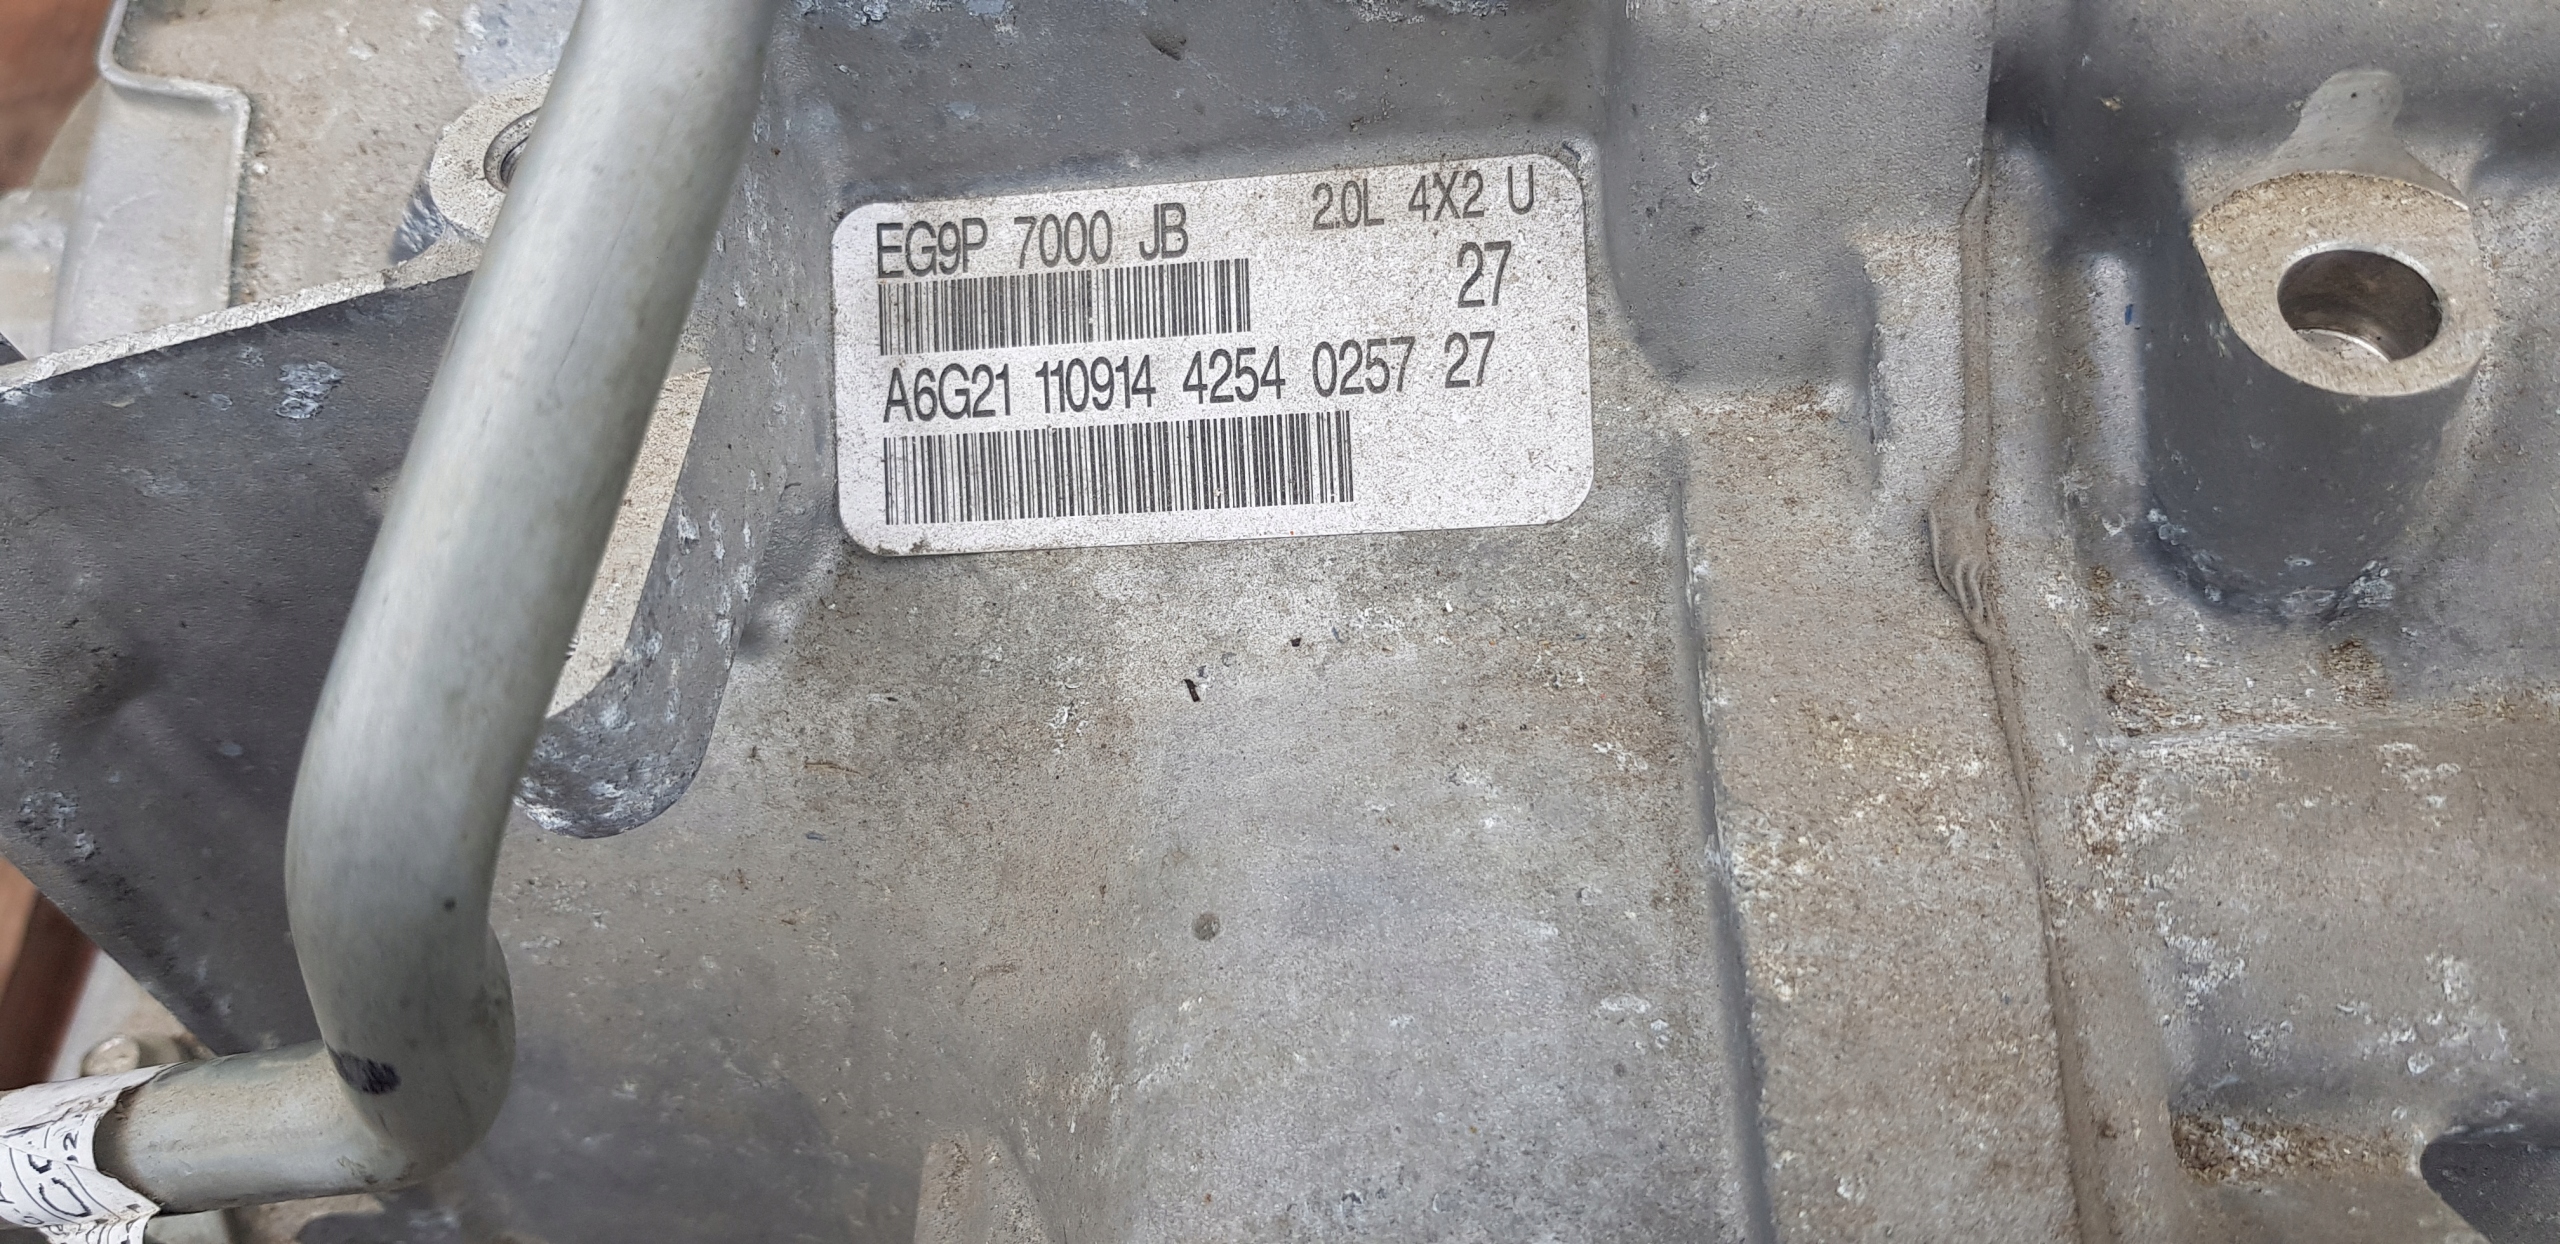 EG9P 7000 JB 2.0L 4X2 U
27
A6G21 110914 4254 0257 27